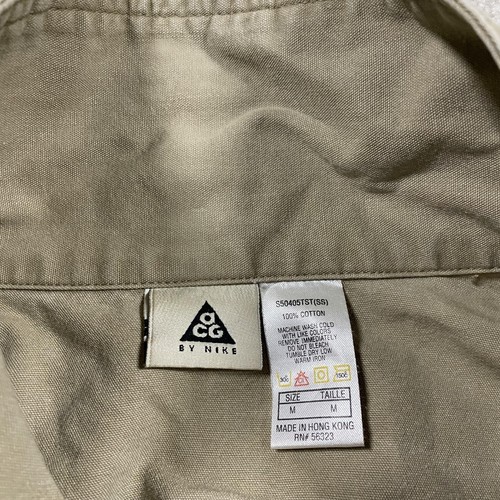 aCG
BY NIKE
S50405TST(SS)
100% COTTON
MACHINE WASH COLD
WITH LIKE COLORS
REMOVE IMMEDIATELY
DO NOT BLEACH
TUMBLE DRY LOW
WARM IRON
SIZE TAILLE
M M
MADE IN HONG KONG
RN# 56323